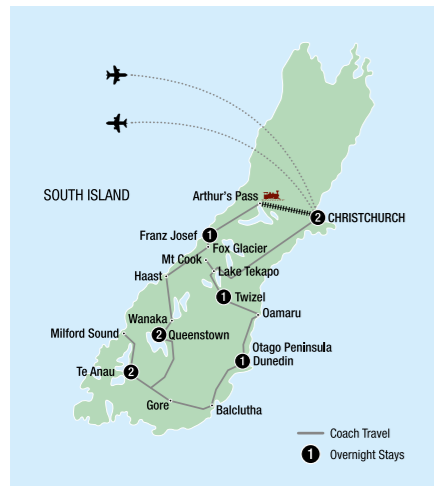 SOUTH ISLAND
Arthur's Pass
2 CHRISTCHURCH
Franz Josef 1
Fox Glacier
Mt Cook
Lake Tekapo
Haast
1 Twizel
Oamaru
Wanaka
Milford Sound
2 Queenstown
Otago Peninsula
1 Dunedin
Te Anau 2
Gore
Balclutha
Coach Travel
1 Overnight Stays